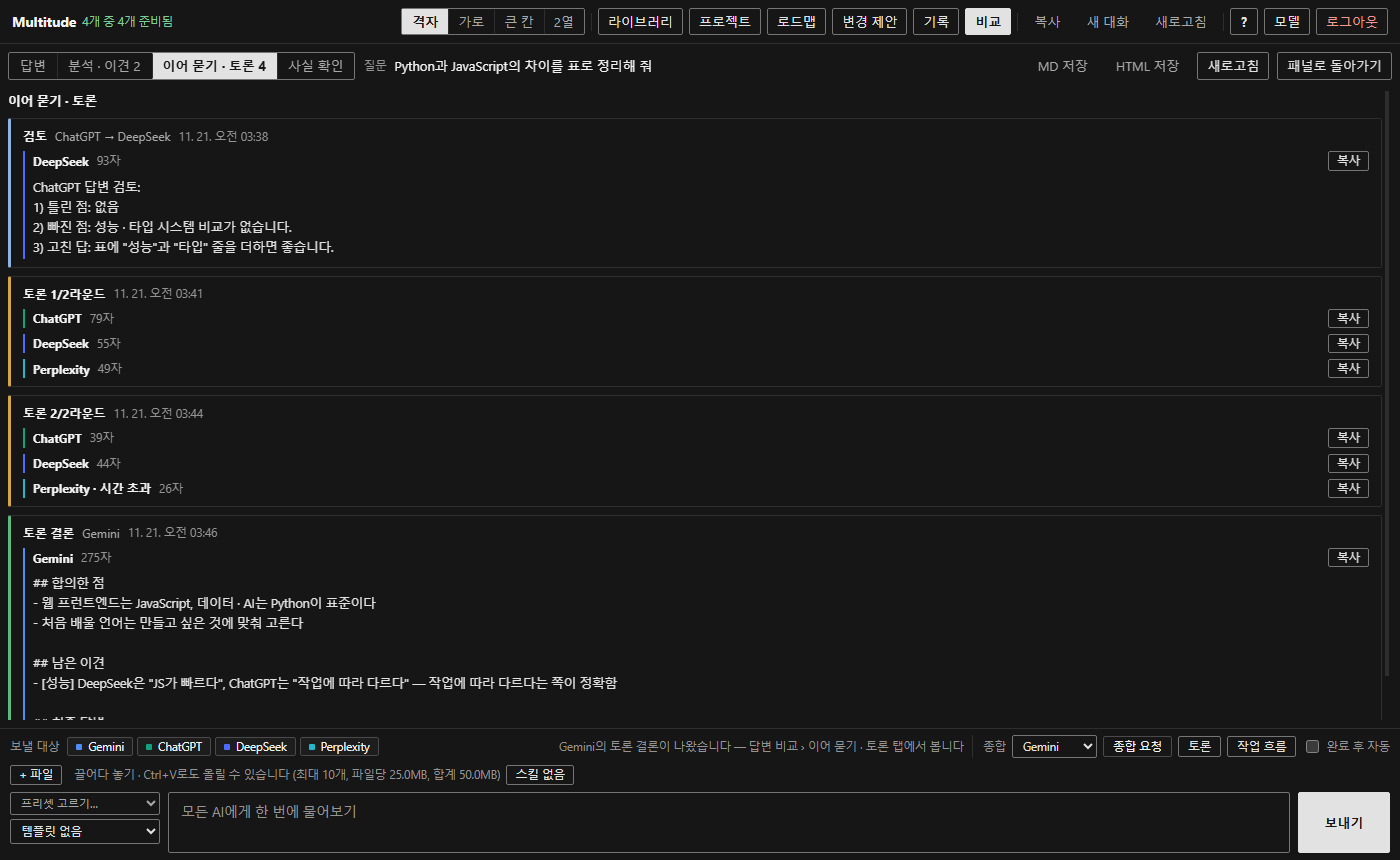 Multitude 4개 중 4개 준비됨 격자 가로 큰 칸 2열 라이브러리 프로젝트 로드맵 변경 제안 기록 비교 복사 새 대화 새로고침 ? 모델 로그아웃
답변 분석 · 이견 2 이어 묻기 · 토론 4 사실 확인 질문 Python과 JavaScript의 차이를 표로 정리해 줘 MD 저장 HTML 저장 새로고침 패널로 돌아가기
이어 묻기 · 토론
검토 ChatGPT → DeepSeek 11. 21. 오전 03:38
DeepSeek 93자 복사
ChatGPT 답변 검토:
1) 틀린 점: 없음
2) 빠진 점: 성능 · 타입 시스템 비교가 없습니다.
3) 고친 답: 표에 "성능"과 "타입" 줄을 더하면 좋습니다.
토론 1/2라운드 11. 21. 오전 03:41
ChatGPT 79자 복사
DeepSeek 55자 복사
Perplexity 49자 복사
토론 2/2라운드 11. 21. 오전 03:44
ChatGPT 39자 복사
DeepSeek 44자 복사
Perplexity · 시간 초과 26자 복사
토론 결론 Gemini 11. 21. 오전 03:46
Gemini 275자 복사
## 합의한 점
- 웹 프런트엔드는 JavaScript, 데이터 · AI는 Python이 표준이다
- 처음 배울 언어는 만들고 싶은 것에 맞춰 고른다
## 남은 이견
- [성능] DeepSeek은 "JS가 빠르다", ChatGPT는 "작업에 따라 다르다" — 작업에 따라 다르다는 쪽이 정확함
보낼 대상 Gemini ChatGPT DeepSeek Perplexity Gemini의 토론 결론이 나왔습니다 — 답변 비교 › 이어 묻기 · 토론 탭에서 봅니다 종합 Gemini 종합 요청 토론 작업 흐름 완료 후 자동
+ 파일 끌어다 놓기 · Ctrl+V로도 올릴 수 있습니다 (최대 10개, 파일당 25.0MB, 합계 50.0MB) 스킬 없음
프리셋 고르기...
템플릿 없음
모든 AI에게 한 번에 물어보기
보내기